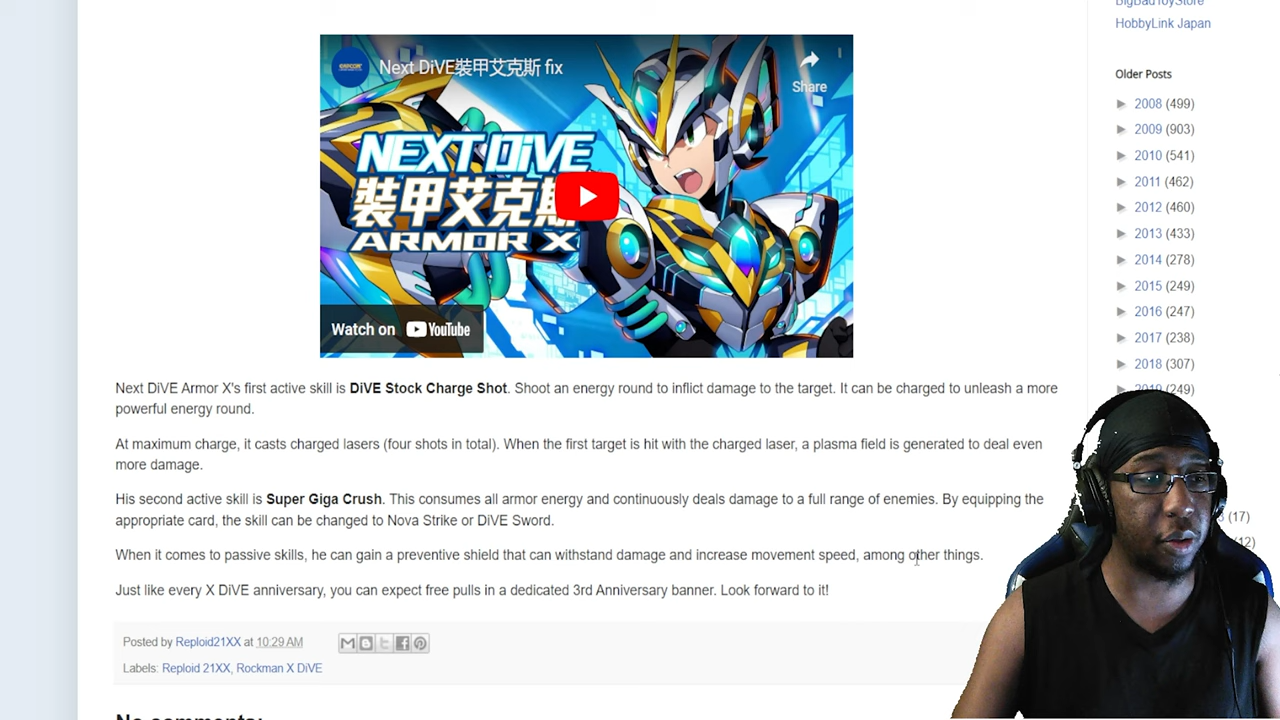 BigBadToyStore
HobbyLink Japan
Next DiVE裝甲艾克斯 fix
Share
NEXT DiVE
裝甲艾克斯
ARMOR X
Watch on YouTube
Older Posts
2008 (499)
2009 (903)
2010 (541)
2011 (462)
2012 (460)
2013 (433)
2014 (278)
2015 (249)
2016 (247)
2017 (238)
2018 (307)
2019 (249)
(17)
(12)
Next DiVE Armor X's first active skill is DiVE Stock Charge Shot. Shoot an energy round to inflict damage to the target. It can be charged to unleash a more
powerful energy round.
At maximum charge, it casts charged lasers (four shots in total). When the first target is hit with the charged laser, a plasma field is generated to deal even
more damage.
His second active skill is Super Giga Crush. This consumes all armor energy and continuously deals damage to a full range of enemies. By equipping the
appropriate card, the skill can be changed to Nova Strike or DiVE Sword.
When it comes to passive skills, he can gain a preventive shield that can withstand damage and increase movement speed, among other things.
Just like every X DiVE anniversary, you can expect free pulls in a dedicated 3rd Anniversary banner. Look forward to it!
Posted by Reploid21XX at 10:29 AM
Labels: Reploid 21XX, Rockman X DiVE
No comments: